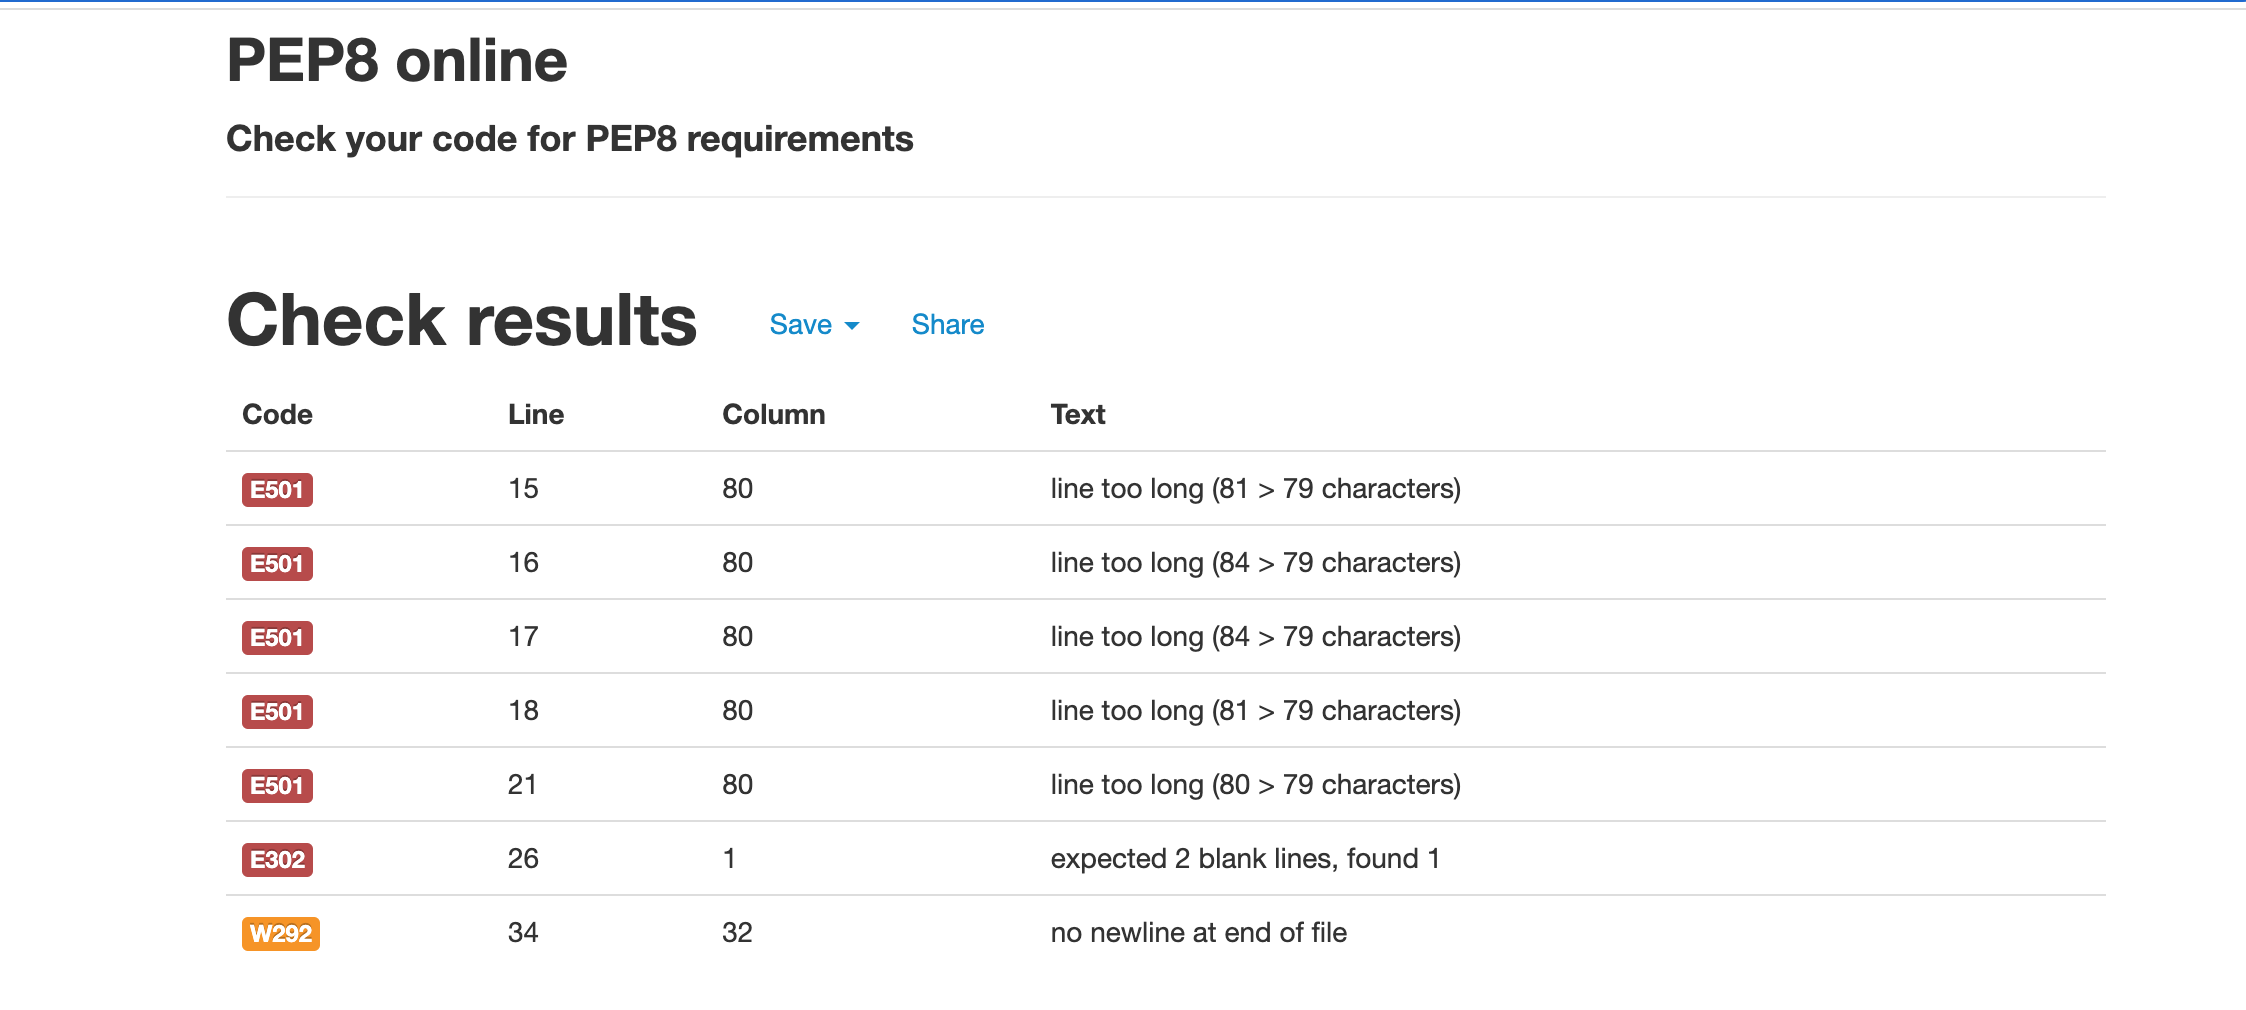 PEP8 online
Check your code for PEP8 requirements
Check results Save Share
Code Line Column Text
E501 15 80 line too long (81 > 79 characters)
E501 16 80 line too long (84 > 79 characters)
E501 17 80 line too long (84 > 79 characters)
E501 18 80 line too long (81 > 79 characters)
E501 21 80 line too long (80 > 79 characters)
E302 26 1 expected 2 blank lines, found 1
W292 34 32 no newline at end of file